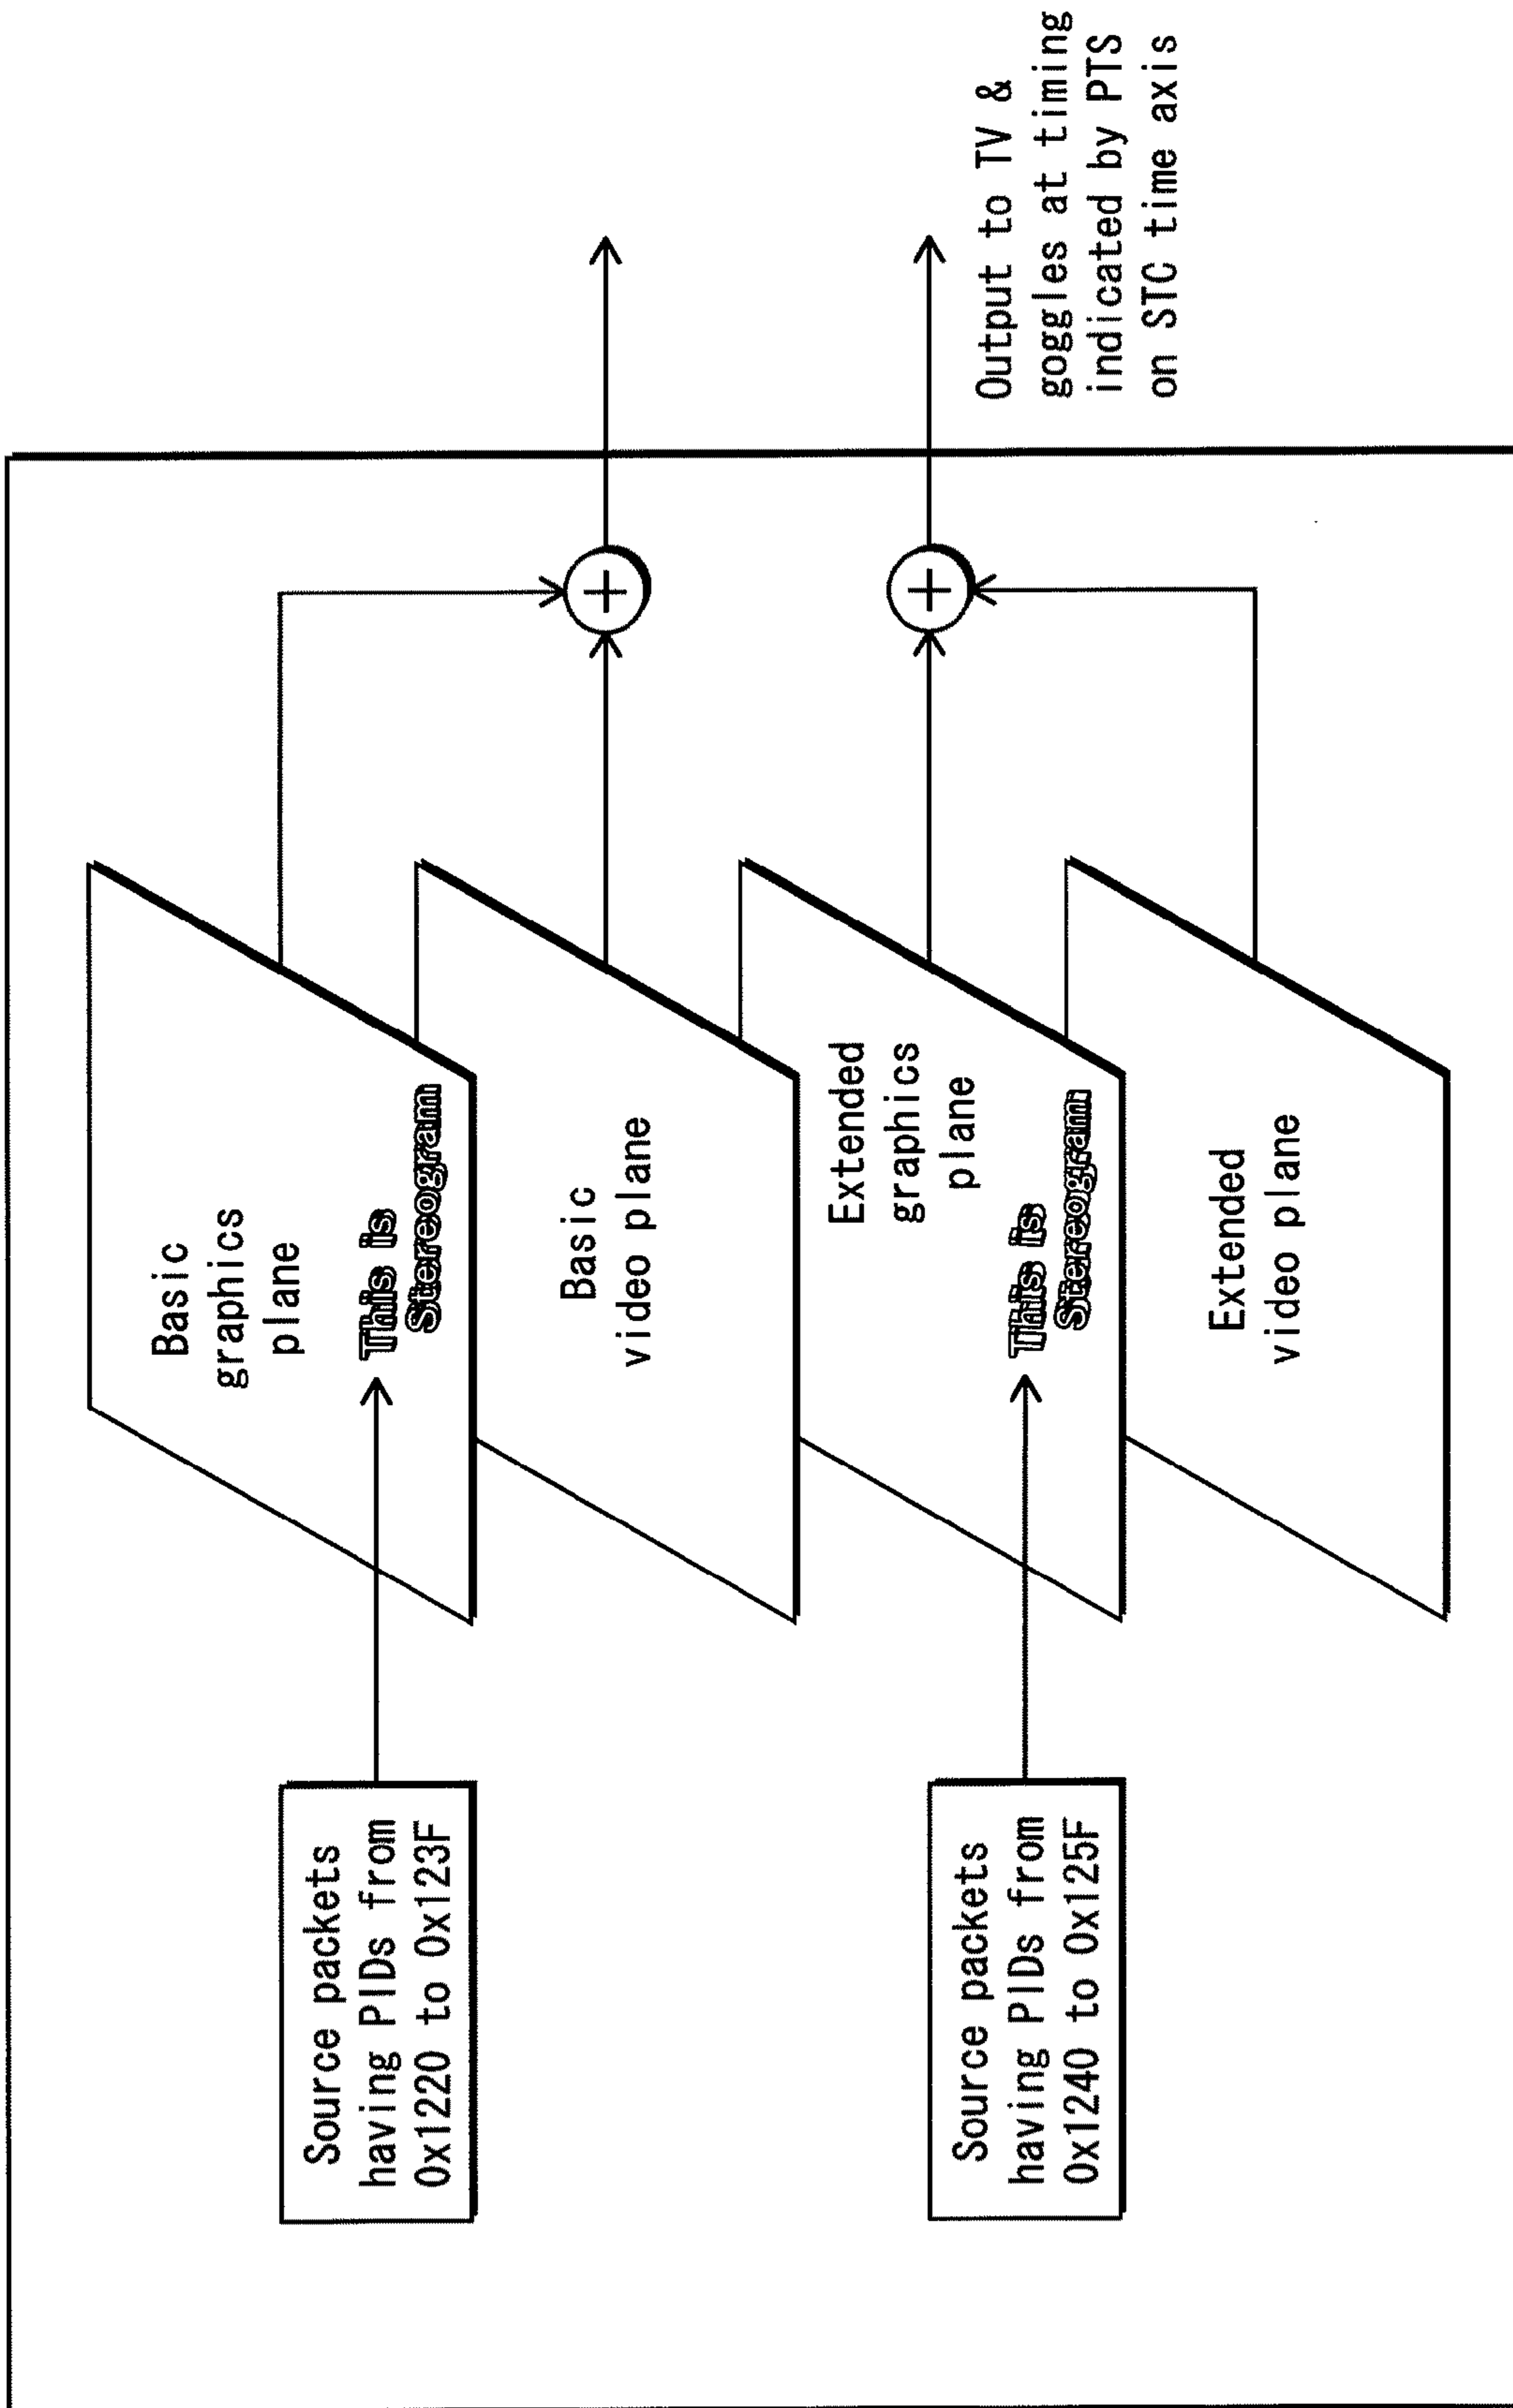 Source packets
having PIDs from
0x1220 to 0x123F
Basic
graphics
plane
This is
Stereogram
Basic
video plane
Source packets
having PIDs from
0x1240 to 0x125F
Extended
graphics
plane
This is
Stereogram
Extended
video plane
Output to TV &
goggles at timing
indicated by PTS
on STC time axis